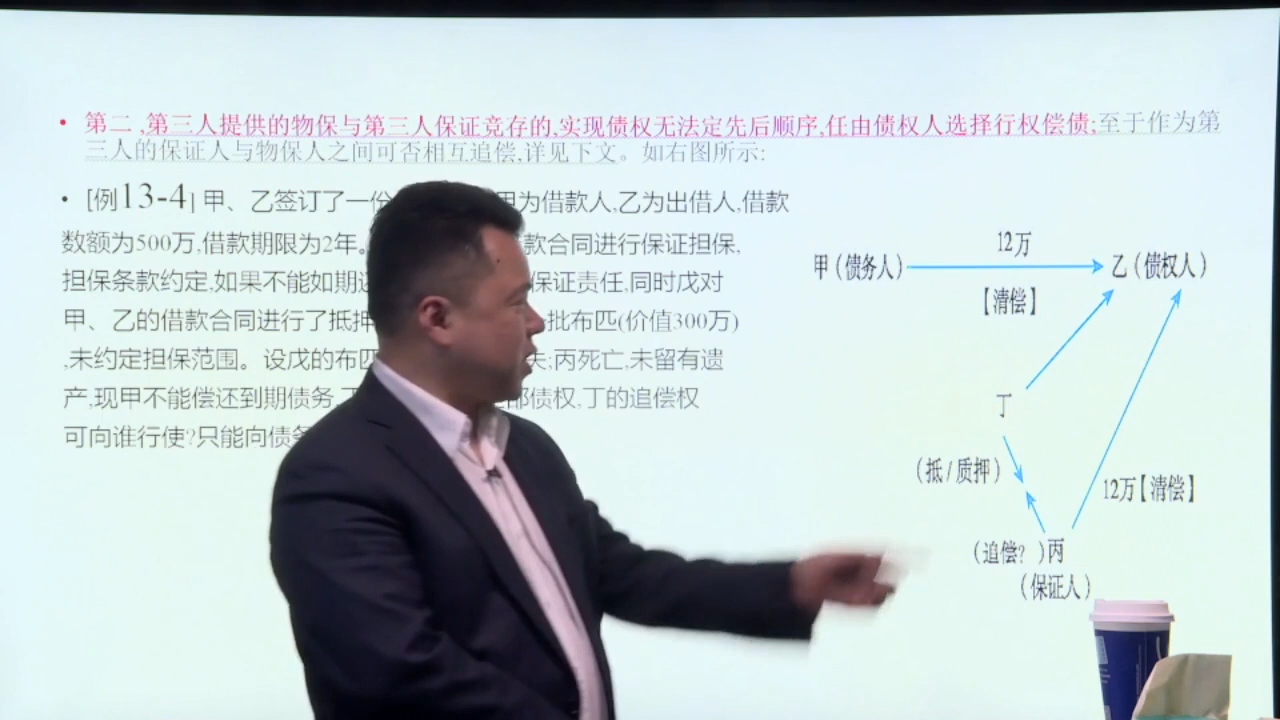 • 第二 ,第三人提供的物保与第三人保证竞存的,实现债权无法定先后顺序,任由债权人选择行权偿债;至于作为第
三人的保证人与物保人之间可否相互追偿,详见下文。如右图所示:
• [例13-4] 甲、乙签订了一份 甲为借款人,乙为出借人,借款
数额为500万,借款期限为2年。 款合同进行保证担保,
担保条款约定,如果不能如期 保证责任,同时戊对
甲、乙的借款合同进行了抵押 批布匹(价值300万)
,未约定担保范围。设戊的布匹 失;丙死亡,未留有遗
产,现甲不能偿还到期债务, 部债权,丁的追偿权
可向谁行使?只能向债务
12万
甲(债务人) 乙(债权人)
【清偿】
丁
(抵/质押)
12万【清偿】
(追偿? )丙
(保证人)